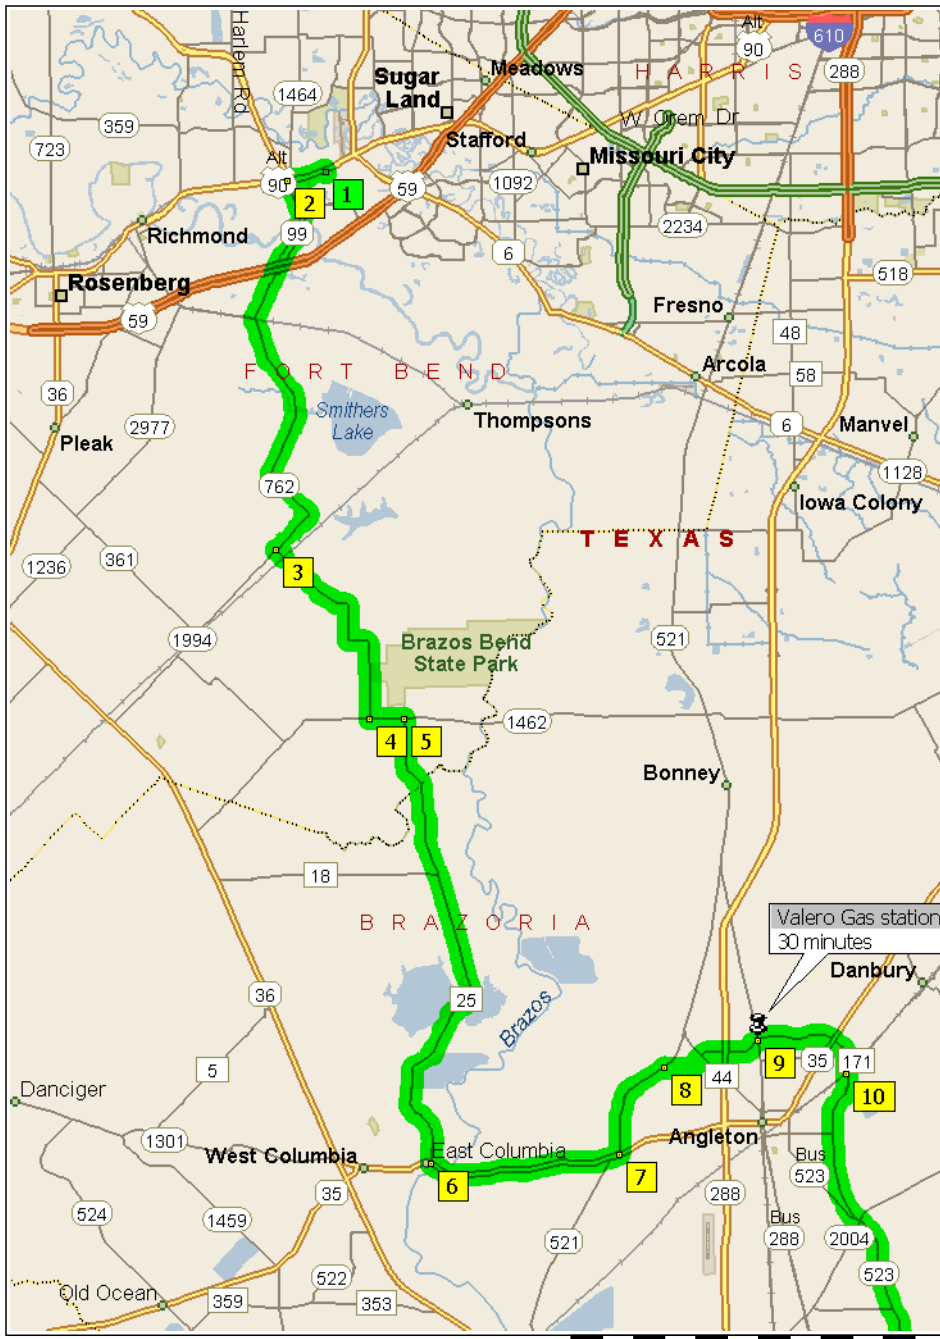 Harlem Rd
Alt
90
610
Meadows
HARRIS
288
Sugar
Land
1464
359
W Orem Dr
723
Stafford
Alt
Missouri City
90
59
1092
1
2
Richmond
99
2234
6
518
Rosenberg
Fresno
59
48
Arcola
FORT BEND
58
36
Smithers
Lake
Thompsons
2977
6
Manvel
Pleak
1128
762
Iowa Colony
TEXAS
361
1236
3
1994
521
Brazos Bend
State Park
4
5
1462
Bonney
18
BRAZORIA
Valero Gas station
30 minutes
Danbury
36
25
Brazos
5
9
35
171
8
44
10
Danciger
Angleton
1301
East Columbia
West Columbia
Bus
523
7
6
35
288
524
1459
Bus
288
2004
521
523
522
Old Ocean
359
353